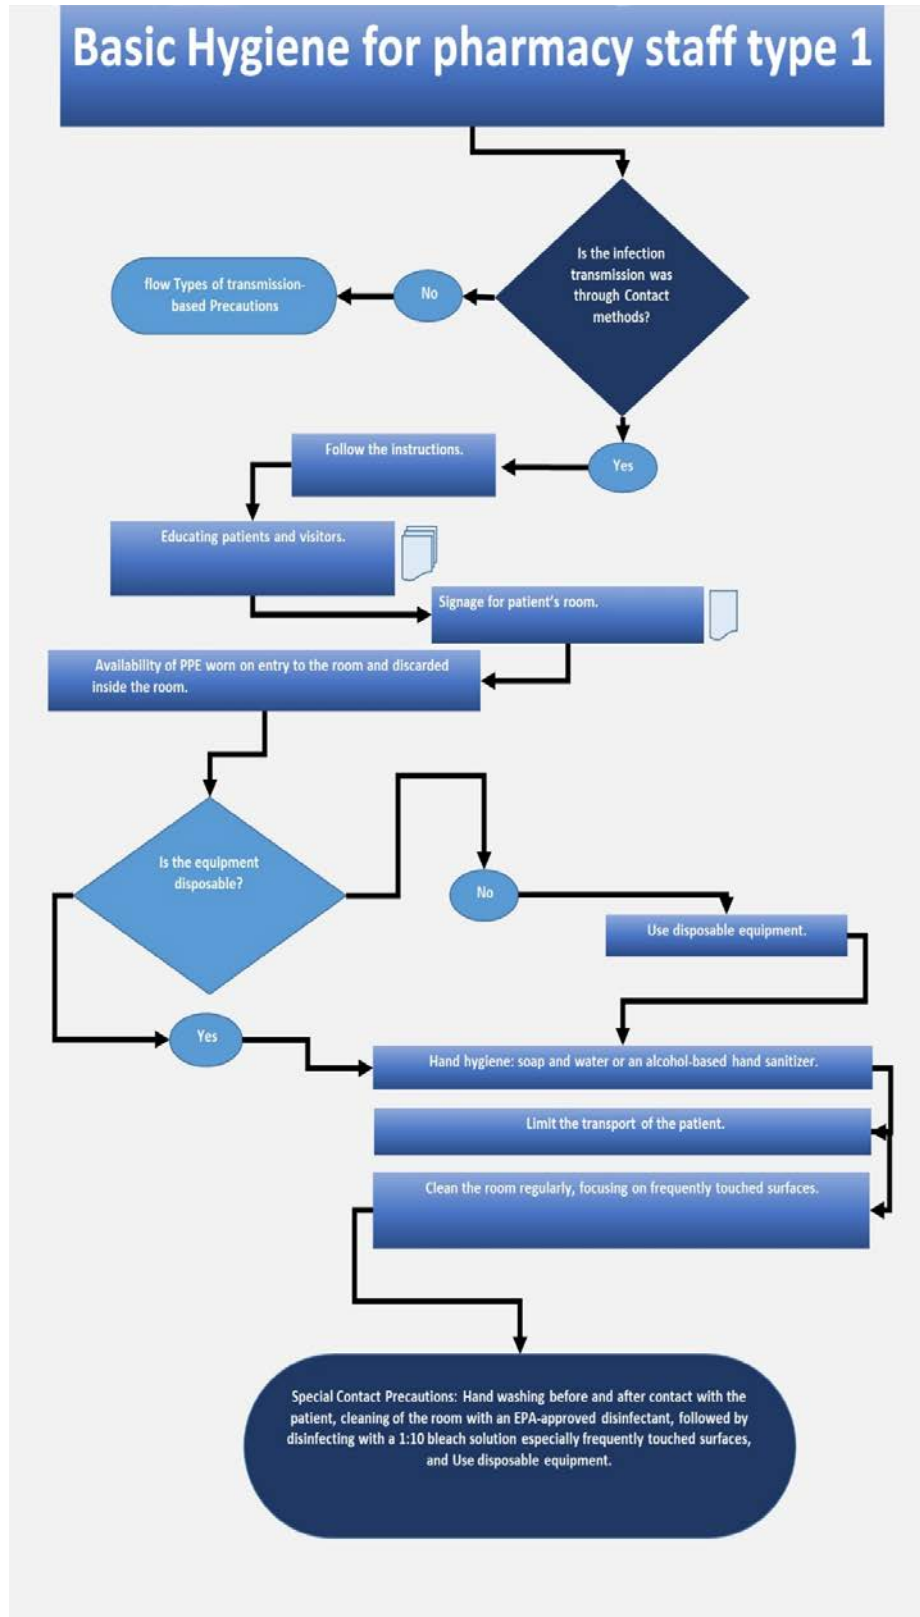 Basic Hygiene for pharmacy staff type 1
Is the infection
transmission was
through Contact
methods?
No
flow Types of transmission-
based Precautions
Yes
Follow the instructions.
Educating patients and visitors.
Signage for patient's room.
Availability of PPE worn on entry to the room and discarded
inside the room.
Is the equipment
disposable?
No
Use disposable equipment.
Yes
Hand hygiene: soap and water or an alcohol-based hand sanitizer.
Limit the transport of the patient.
Clean the room regularly, focusing on frequently touched surfaces.
Special Contact Precautions: Hand washing before and after contact with the
patient, cleaning of the room with an EPA-approved disinfectant, followed by
disinfecting with a 1:10 bleach solution especially frequently touched surfaces,
and Use disposable equipment.